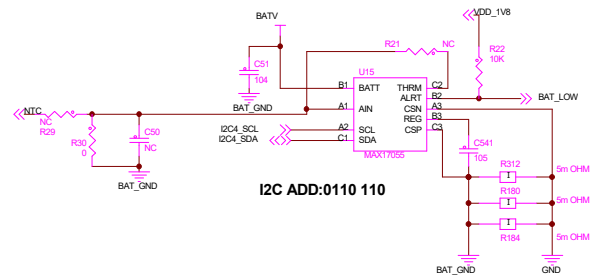 BATV
VDD_1V8
R21
NC
R22
10K
C51
104
U15
BAT_GND
B1
BATT
THRM
C2
ALRT
B2
BAT_LOW
A1
AIN
CSN
A3
REG
B3
A2
SCL
CSP
C3
C1
SDA
MAX17055
I2C4_SCL
I2C4_SDA
NTC
NC
R29
R30
0
C50
NC
BAT_GND
C541
105
I2C ADD:0110 110
R312
I
5m OHM
R180
I
5m OHM
R184
I
5m OHM
BAT_GND
GND